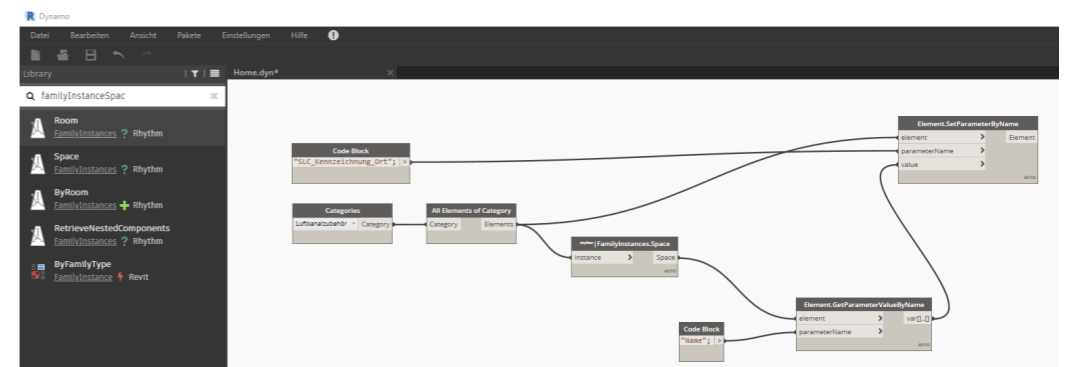 R Dynamo
Datei Bearbeiten Ansicht Pakete Einstellungen Hilfe !
Library
Home.dyn* ×
familyInstanceSpac ×
Room
FamilyInstances ? Rhythm
Space
FamilyInstances ? Rhythm
ByRoom
FamilyInstances + Rhythm
RetrieveNestedComponents
FamilyInstances ? Rhythm
ByFamilyType
FamilyInstance Revit
Code Block
"SLC_Kennzeichnung_Ort"; >
Categories
Luftkanalzubehör Category
All Elements of Category
Category Elements
FamilyInstances.Space
instance > Space
AUTO
Code Block
"Name"; >
Element.GetParameterValueByName
element > var[]..[]
parameterName >
AUTO
Element.SetParameterByName
element > Element
parameterName >
value >
AUTO